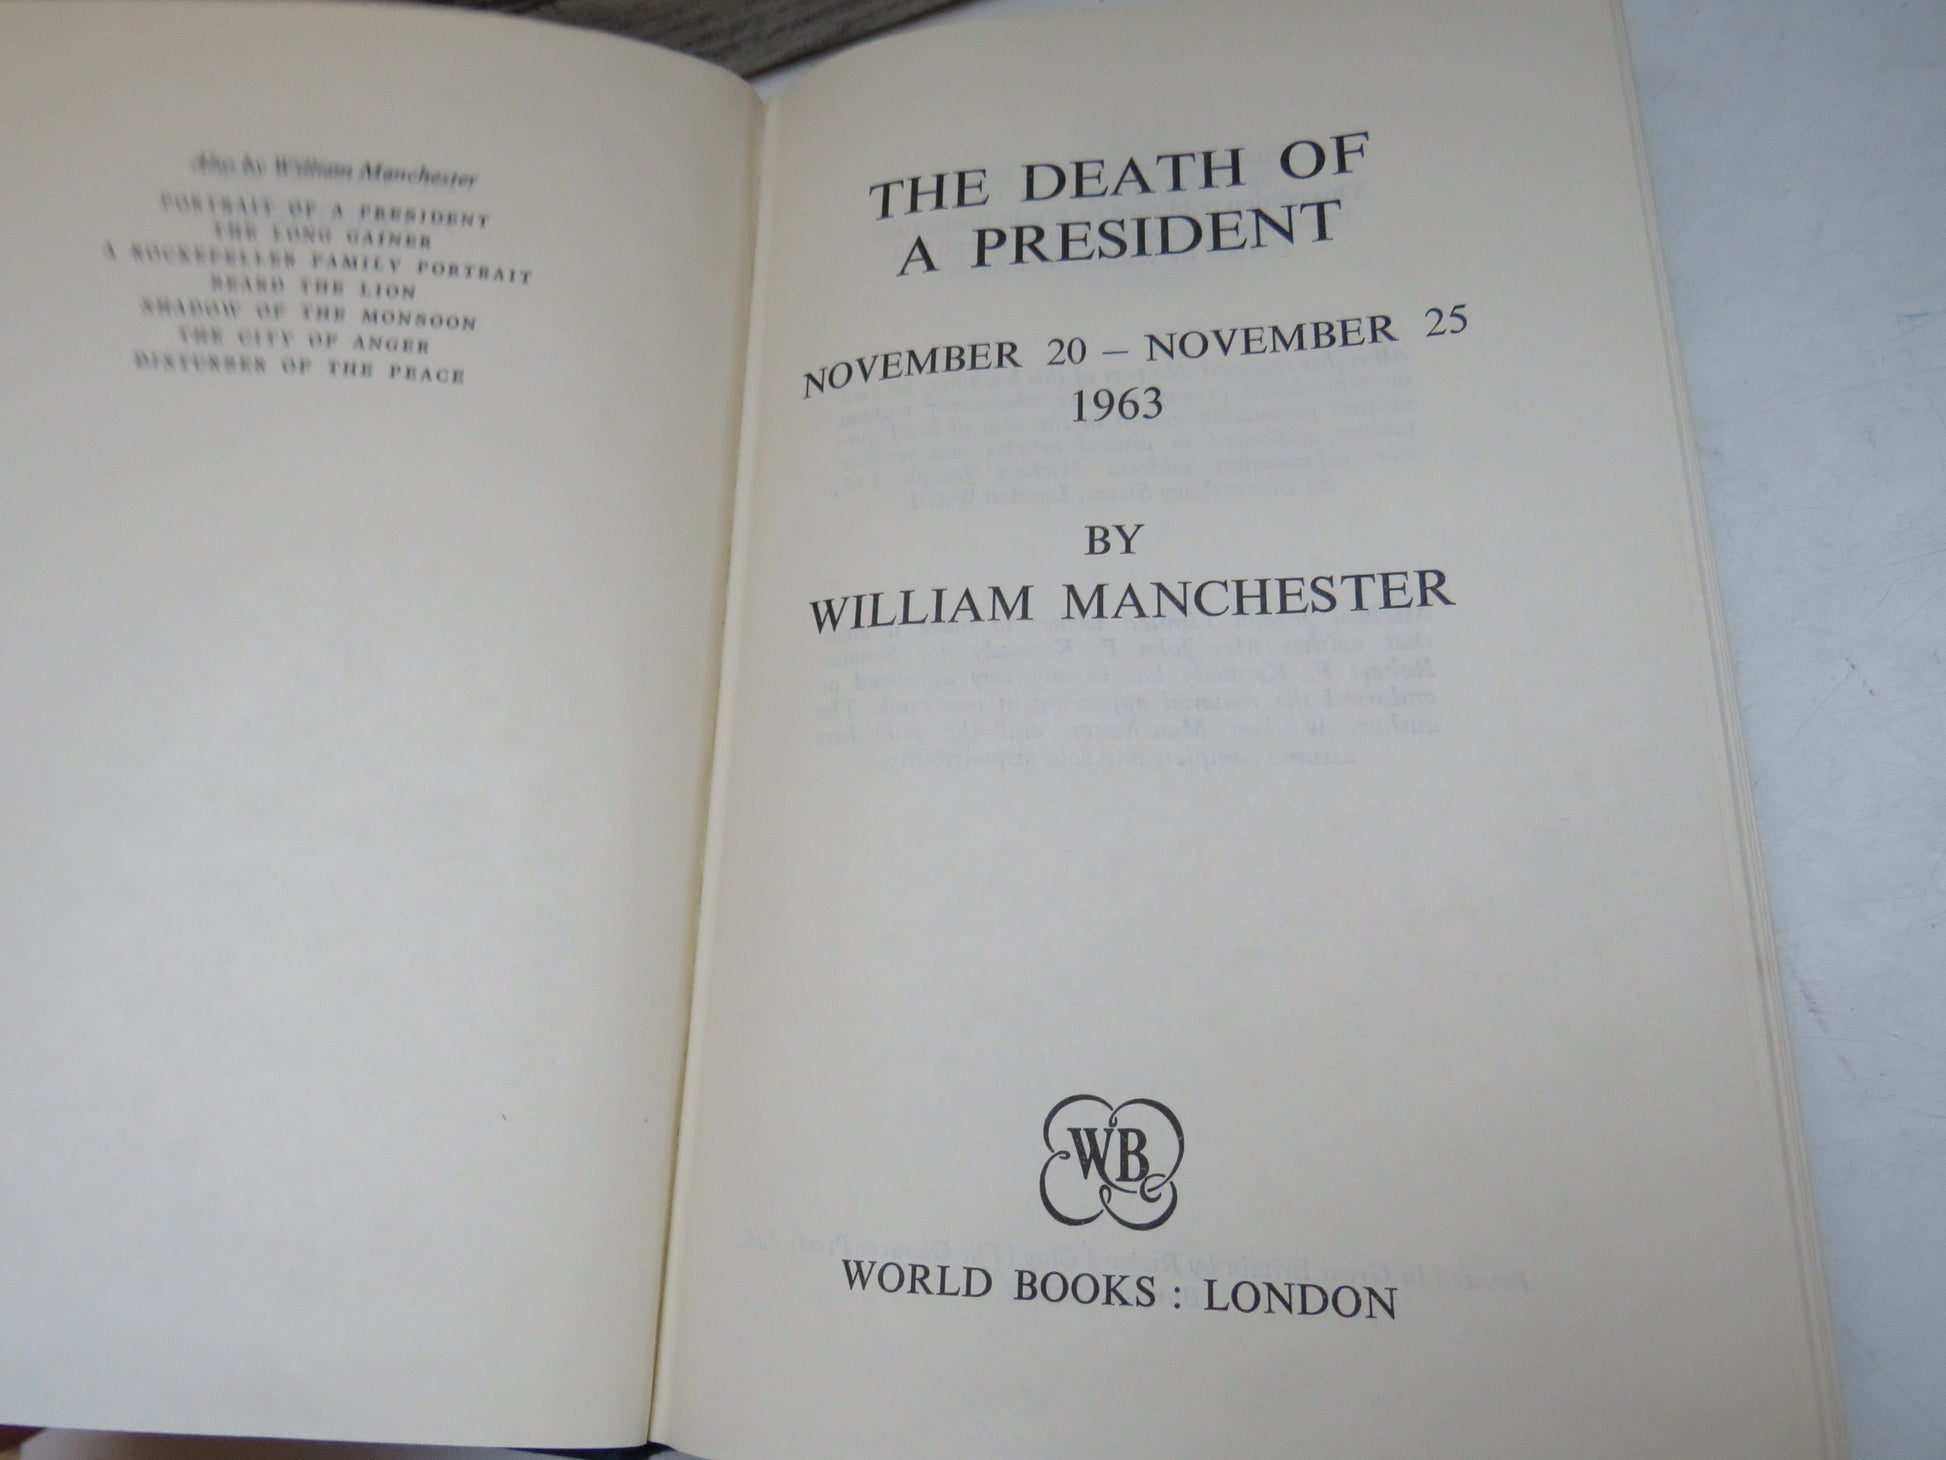 Also by William Manchester
PORTRAIT OF A PRESIDENT
THE LONG GAINER
A ROCKEFELLER FAMILY PORTRAIT
BEARD THE LION
SHADOW OF THE MONSOON
THE CITY OF ANGER
DISTURBER OF THE PEACE
THE DEATH OF
A PRESIDENT
NOVEMBER 20 – NOVEMBER 25
1963
BY
WILLIAM MANCHESTER
WB
WORLD BOOKS : LONDON